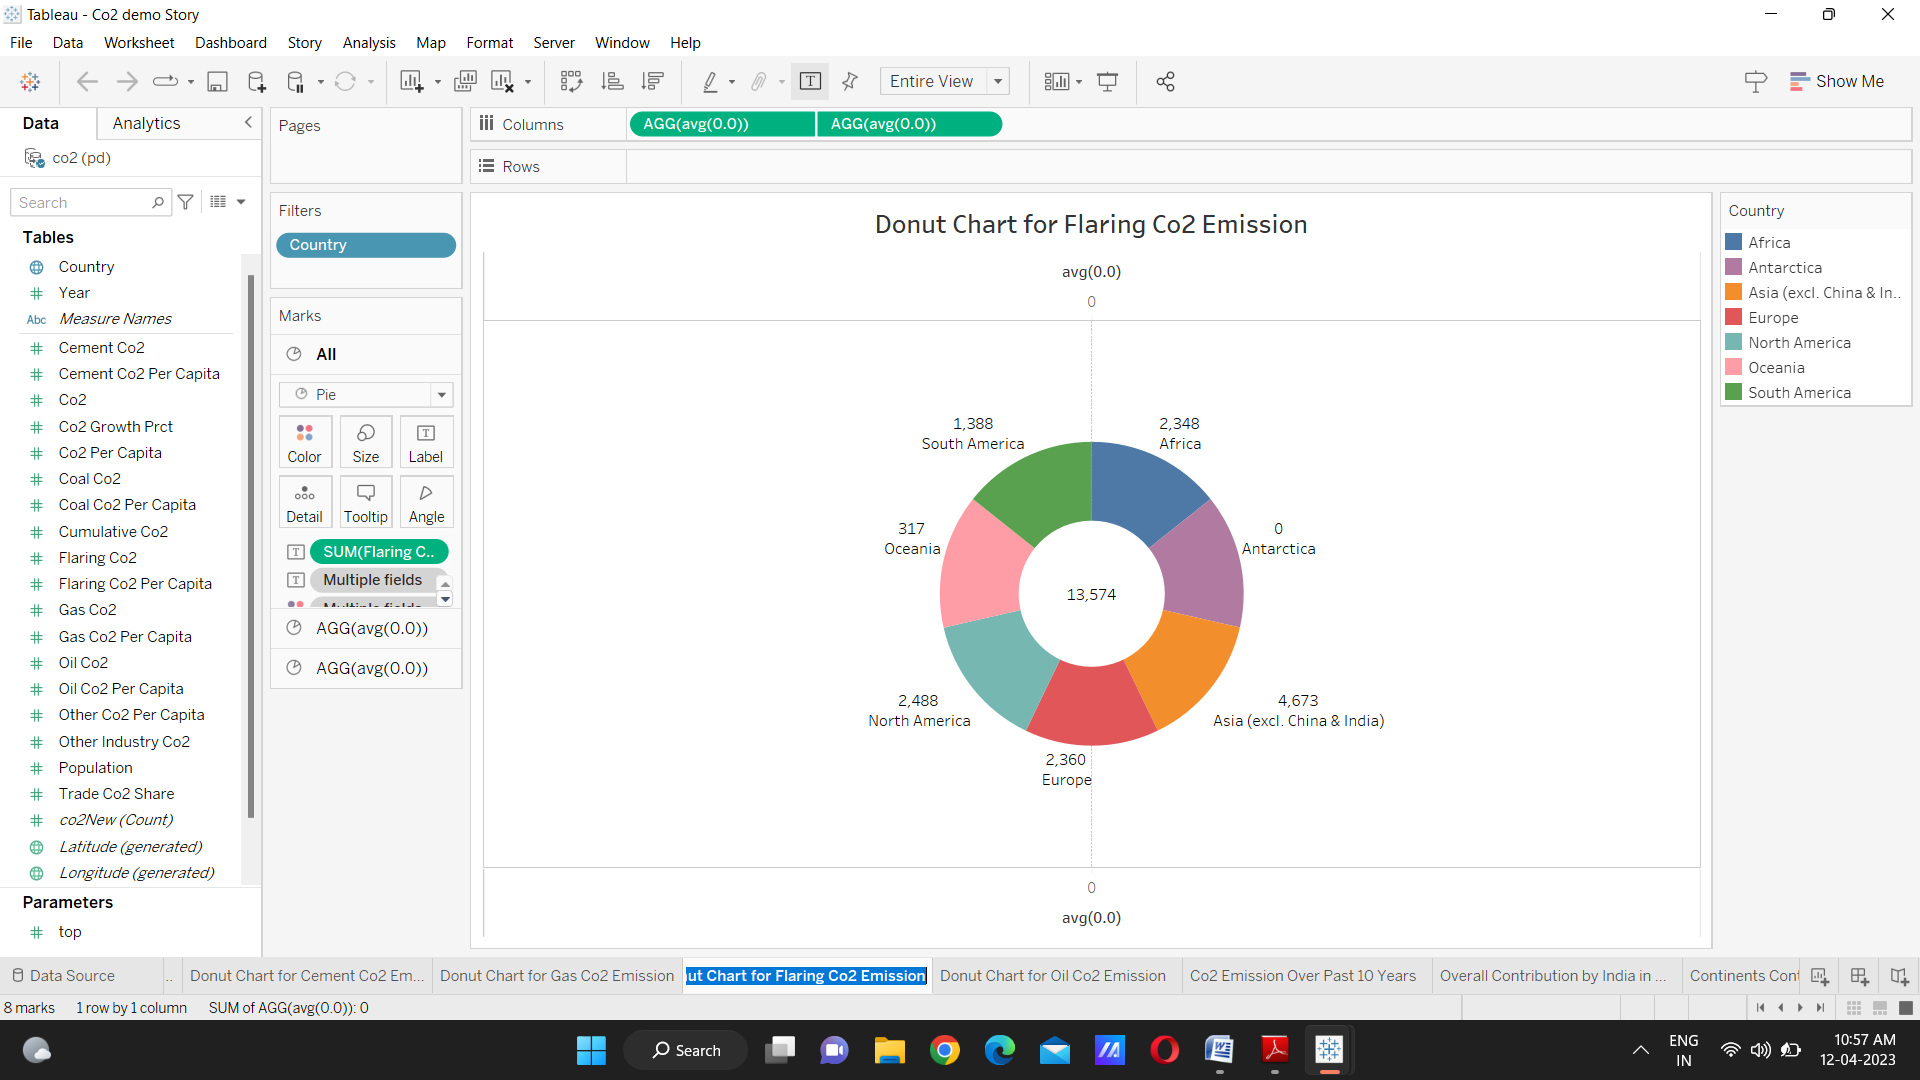 Tableau - Co2 demo Story
File Data Worksheet Dashboard Story Analysis Map Format Server Window Help
Entire View
Show Me
Data Analytics
co2 (pd)
Search
Tables
Country
Year
Abc Measure Names
Cement Co2
Cement Co2 Per Capita
Co2
Co2 Growth Prct
Co2 Per Capita
Coal Co2
Coal Co2 Per Capita
Cumulative Co2
Flaring Co2
Flaring Co2 Per Capita
Gas Co2
Gas Co2 Per Capita
Oil Co2
Oil Co2 Per Capita
Other Co2 Per Capita
Other Industry Co2
Population
Trade Co2 Share
co2New (Count)
Latitude (generated)
Longitude (generated)
Parameters
top
Pages
Filters
Country
Marks
All
Pie
Color Size Label
Detail Tooltip Angle
SUM(Flaring C..
Multiple fields
Multiple fields
AGG(avg(0.0))
AGG(avg(0.0))
Columns AGG(avg(0.0)) AGG(avg(0.0))
Rows
Donut Chart for Flaring Co2 Emission
avg(0.0)
0
1,388
South America
2,348
Africa
317
Oceania
0
Antarctica
13,574
2,488
North America
4,673
Asia (excl. China & India)
2,360
Europe
0
avg(0.0)
Country
Africa
Antarctica
Asia (excl. China & In..
Europe
North America
Oceania
South America
Data Source .. Donut Chart for Cement Co2 Em... Donut Chart for Gas Co2 Emission ut Chart for Flaring Co2 Emission Donut Chart for Oil Co2 Emission Co2 Emission Over Past 10 Years Overall Contribution by India in ... Continents Cont
8 marks 1 row by 1 column SUM of AGG(avg(0.0)): 0
Search
ENG
IN
10:57 AM
12-04-2023